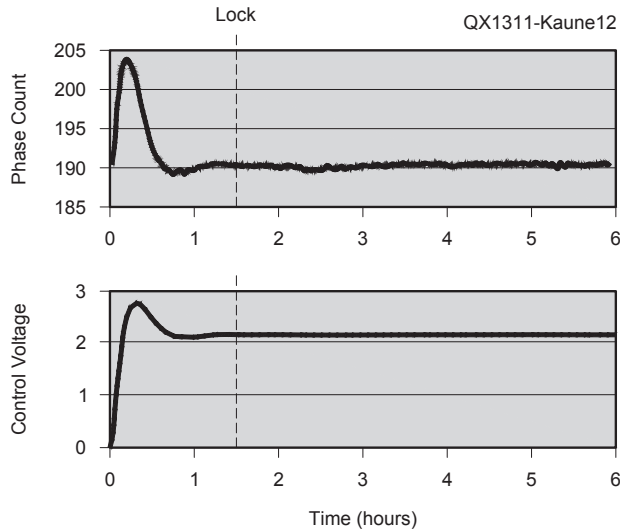 Lock
QX1311-Kaune12
Phase Count
205
200
195
190
185
0 1 2 3 4 5 6
Control Voltage
3
2
1
0
0 1 2 3 4 5 6
Time (hours)